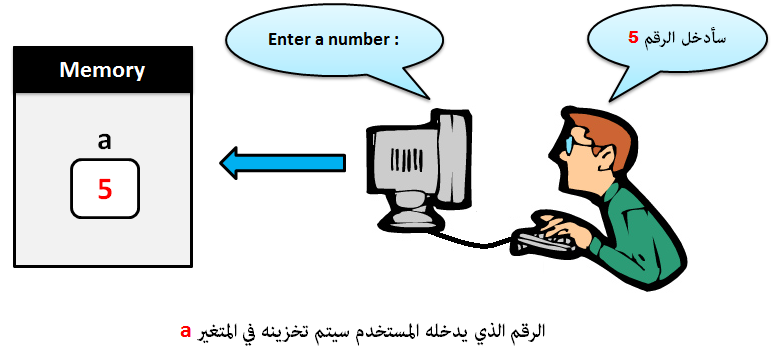 Enter a number :
سأدخل الرقم 5
Memory
a
5
الرقم الذي يدخله المستخدم سيتم تخزينه في المتغير a